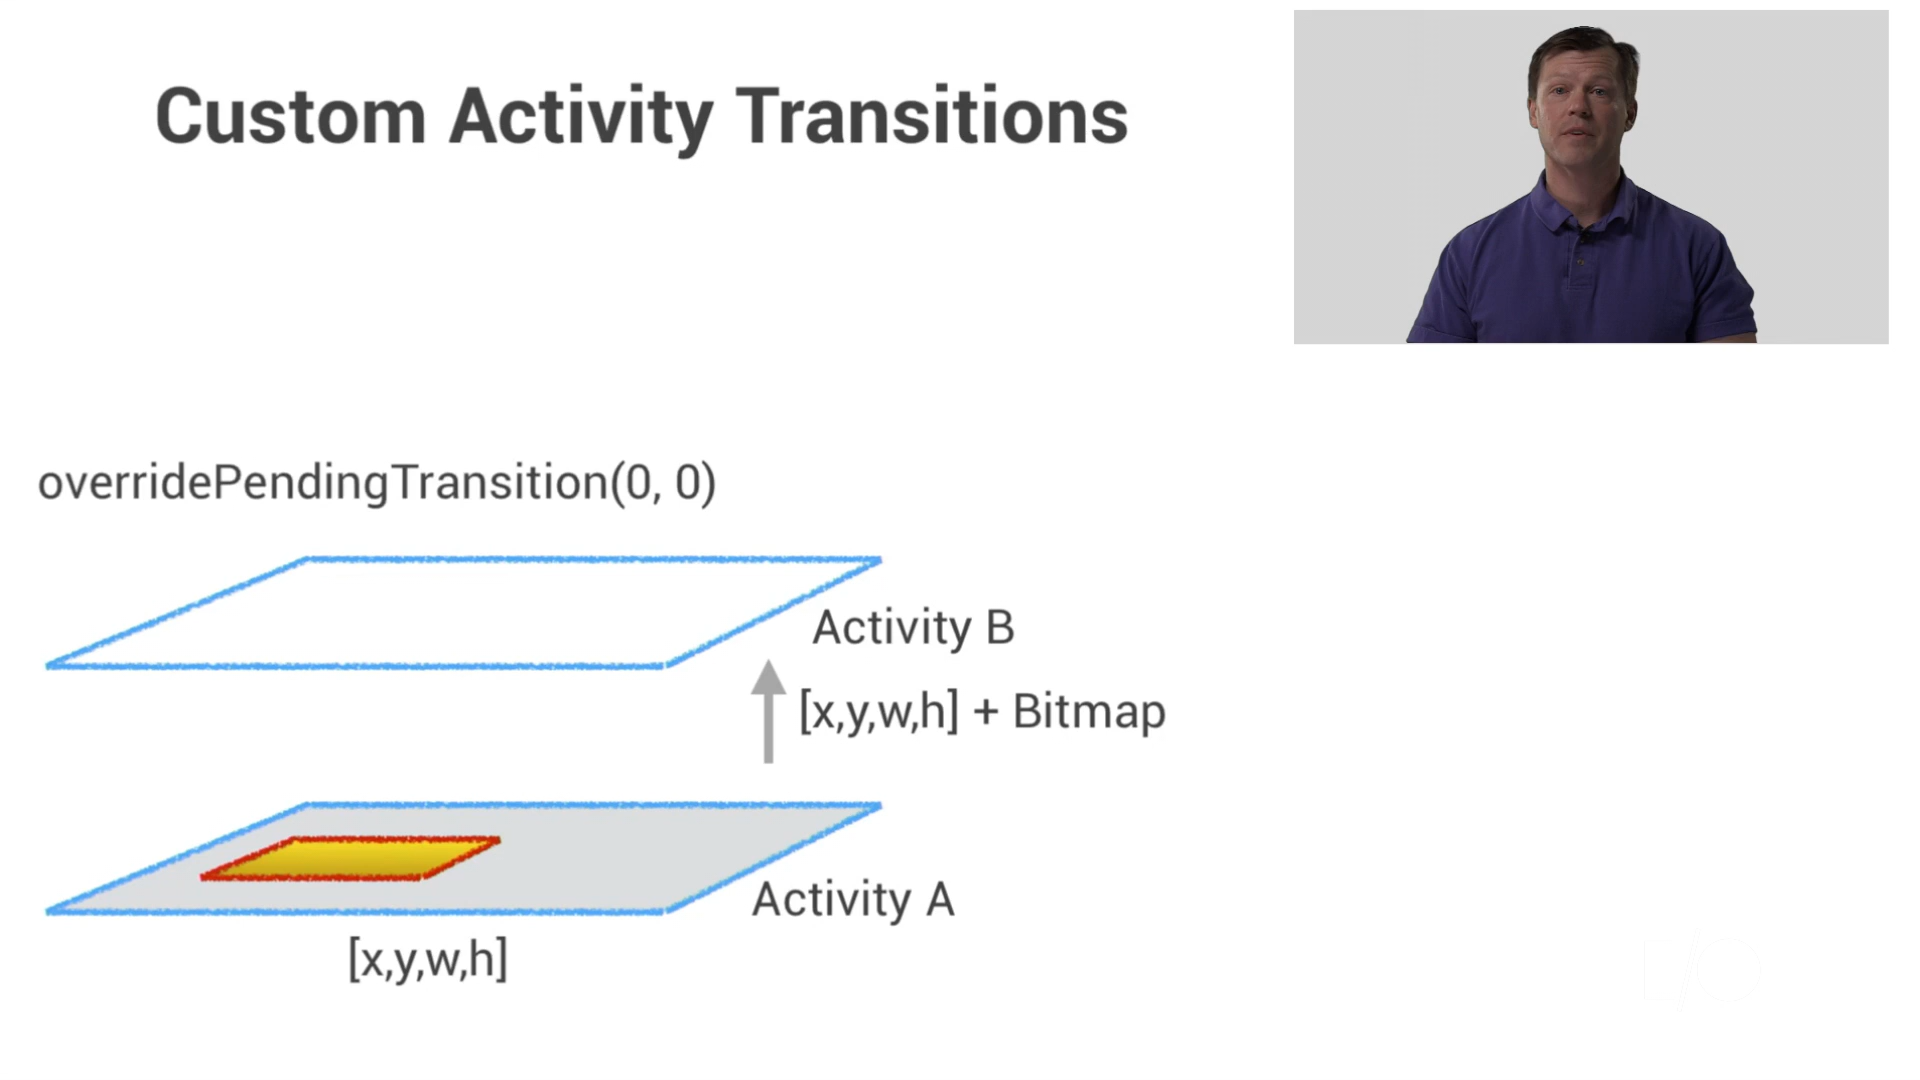 Custom Activity Transitions
overridePendingTransition(0, 0)
Activity B
[x,y,w,h] + Bitmap
Activity A
[x,y,w,h]